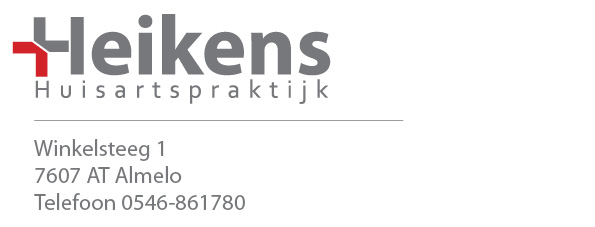 Heikens
Huisartspraktijk
Winkelsteeg 1
7607 AT Almelo
Telefoon 0546-861780